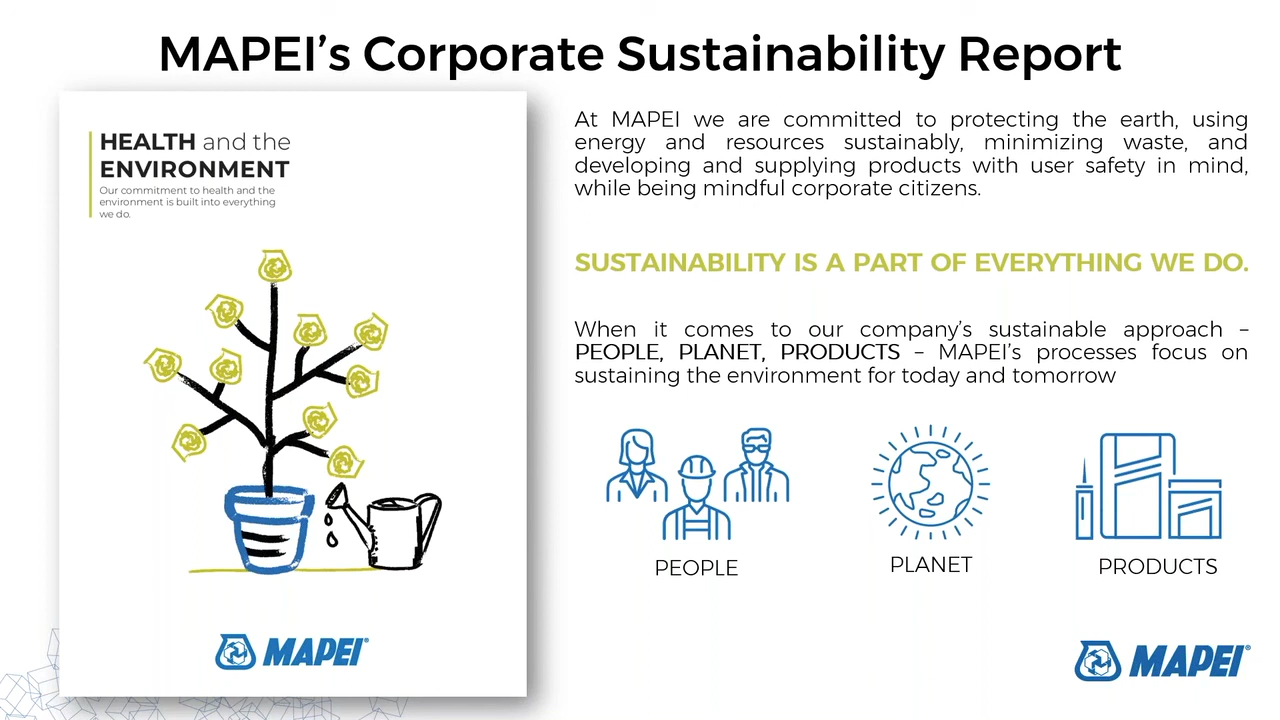 MAPEI’s Corporate Sustainability Report
HEALTH and the
ENVIRONMENT
Our commitment to health and the
environment is built into everything
we do.
MAPEI®
At MAPEI we are committed to protecting the earth, using
energy and resources sustainably, minimizing waste, and
developing and supplying products with user safety in mind,
while being mindful corporate citizens.
SUSTAINABILITY IS A PART OF EVERYTHING WE DO.
When it comes to our company’s sustainable approach –
PEOPLE, PLANET, PRODUCTS – MAPEI’s processes focus on
sustaining the environment for today and tomorrow
PEOPLE
PLANET
PRODUCTS
MAPEI®